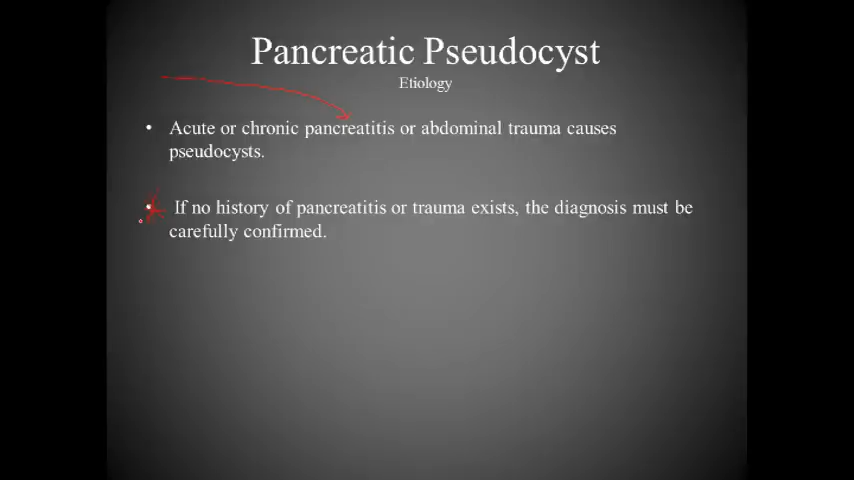 Pancreatic Pseudocyst
Etiology
• Acute or chronic pancreatitis or abdominal trauma causes
pseudocysts.
• If no history of pancreatitis or trauma exists, the diagnosis must be
carefully confirmed.